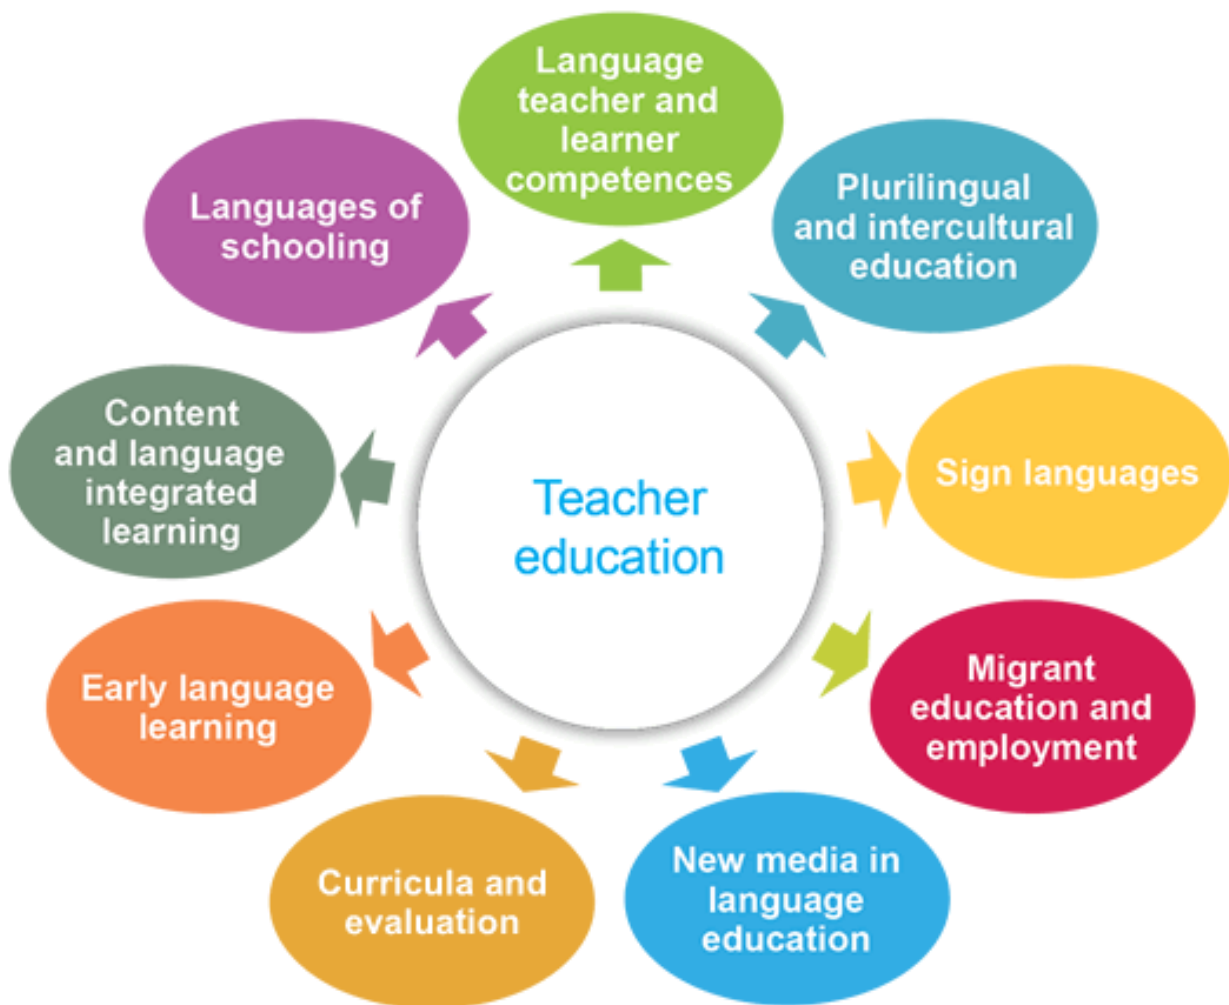 Language
teacher and
learner
competences
Plurilingual
and intercultural
education
Sign languages
Migrant
education and
employment
New media in
language
education
Curricula and
evaluation
Early language
learning
Content
and language
integrated
learning
Languages of
schooling
Teacher
education